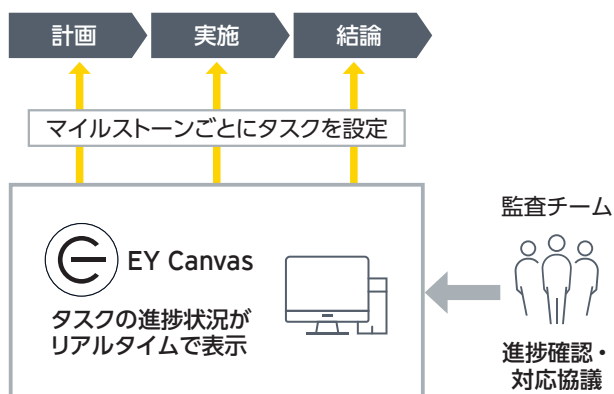 計画
実施
結論
マイルストーンごとにタスクを設定
EY Canvas
タスクの進捗状況が
リアルタイムで表示
監査チーム
進捗確認・
対応協議